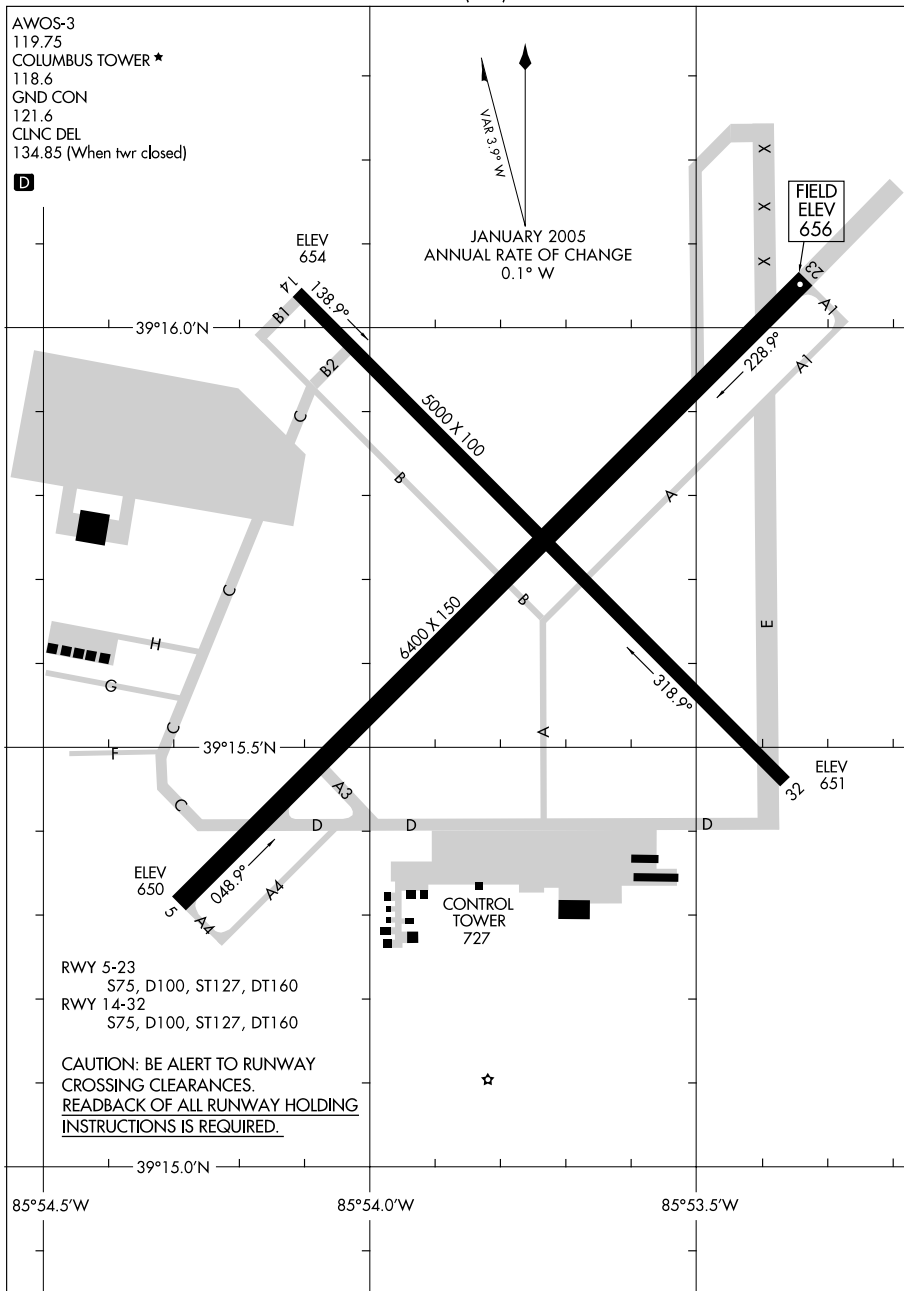 AWOS-3
119.75
COLUMBUS TOWER ★
118.6
GND CON
121.6
CLNC DEL
134.85 (When twr closed)
D
VAR 3.9° W
JANUARY 2005
ANNUAL RATE OF CHANGE
0.1° W
FIELD
ELEV
656
X
X
X
23
ELEV
654
14
138.9°
B1
A1
39°16.0'N
228.9°
A1
B2
C
5000 X 100
B
A
C
B
6400 X 150
E
H
G
318.9°
C
A
F
39°15.5'N
ELEV
651
32
A3
C
D
D
D
ELEV
650
048.9°
A4
5
A4
CONTROL
TOWER
727
RWY 5-23
S75, D100, ST127, DT160
RWY 14-32
S75, D100, ST127, DT160
CAUTION: BE ALERT TO RUNWAY
CROSSING CLEARANCES.
READBACK OF ALL RUNWAY HOLDING
INSTRUCTIONS IS REQUIRED.
39°15.0'N
85°54.5'W
85°54.0'W
85°53.5'W